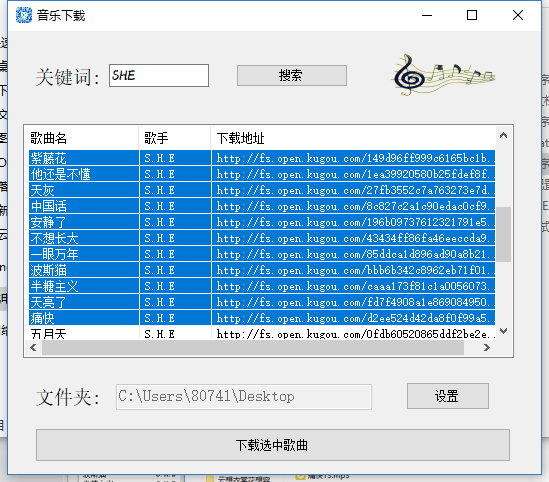 音乐下载
关键词：
SHE
搜索
歌曲名 歌手 下载地址
紫藤花 S.H.E http://fs.open.kugou.com/149d96ff999c6165bc1b...
他还是不懂 S.H.E http://fs.open.kugou.com/1ea39920580b25fdef8f...
天灰 S.H.E http://fs.open.kugou.com/27fb3552c7a763273e7d...
中国话 S.H.E http://fs.open.kugou.com/8c827c2a1c90edac0cf9...
安静了 S.H.E http://fs.open.kugou.com/196b09737612321791e5...
不想长大 S.H.E http://fs.open.kugou.com/43434ff86fa46eeccda9...
一眼万年 S.H.E http://fs.open.kugou.com/85ddca1d896ad90a8b21...
波斯猫 S.H.E http://fs.open.kugou.com/bbb6b342c8962eb71f01...
半糖主义 S.H.E http://fs.open.kugou.com/caaa173f81c1a0056073...
天亮了 S.H.E http://fs.open.kugou.com/fd7f4908a1e869084950...
痛快 S.H.E http://fs.open.kugou.com/d2ee524d42da8f0f99a5...
五月天 S.H.E http://fs.open.kugou.com/0fdb60520865ddf2be2e...
文件夹：
C:\Users\80741\Desktop
设置
下载选中歌曲